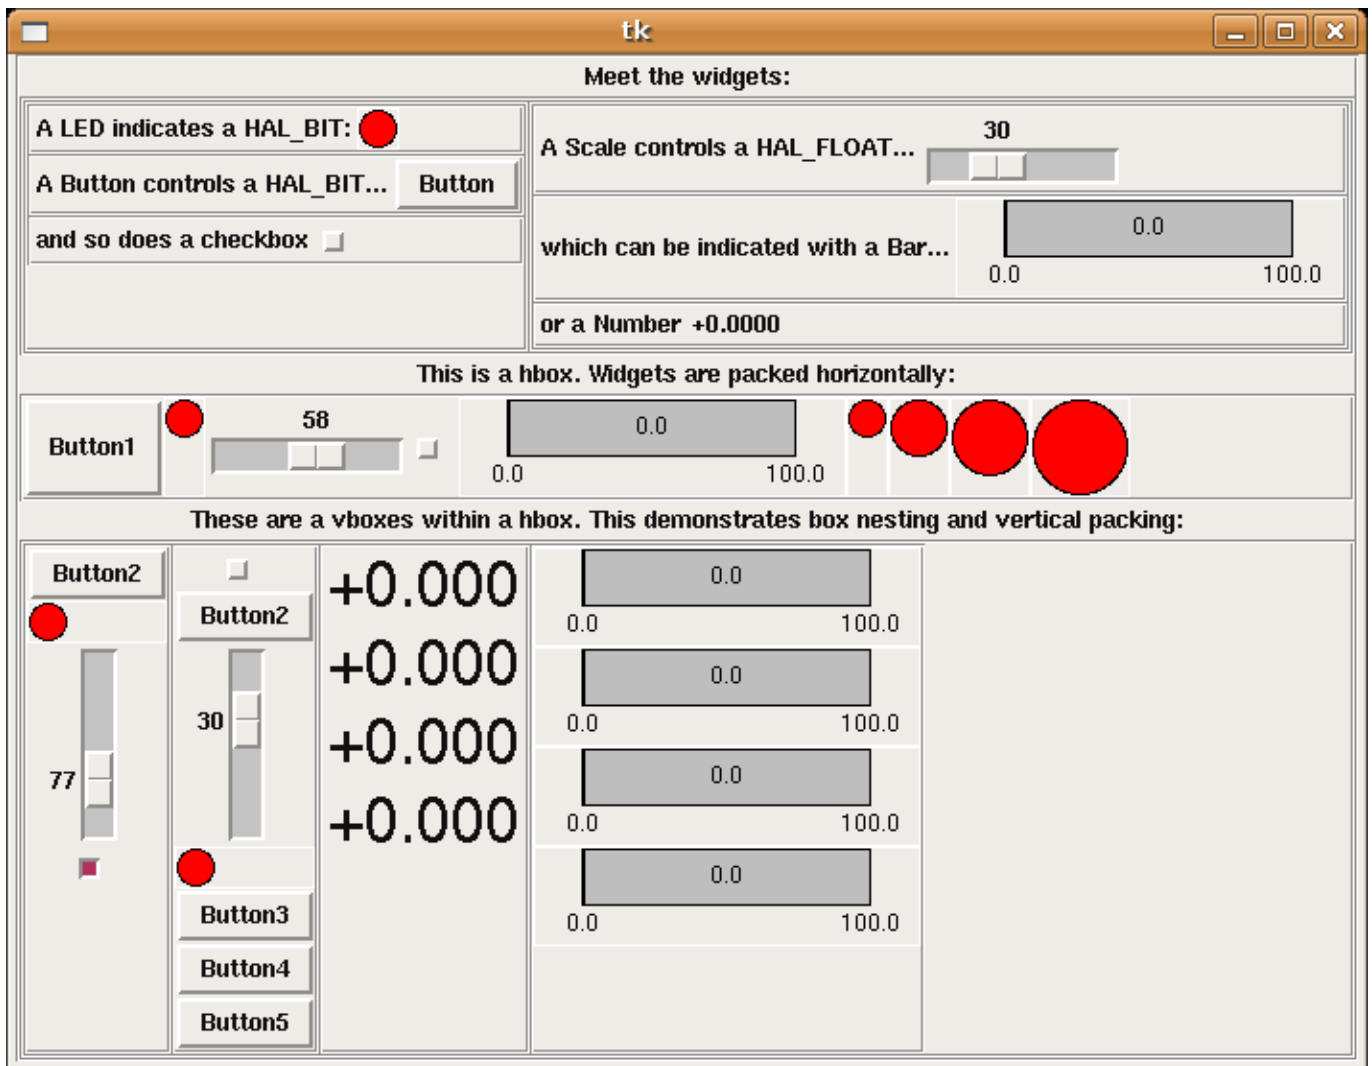 tk
Meet the widgets:
A LED indicates a HAL_BIT:
A Button controls a HAL_BIT... Button
and so does a checkbox
30
A Scale controls a HAL_FLOAT...
0.0
which can be indicated with a Bar...
0.0 100.0
or a Number +0.0000
This is a hbox. Widgets are packed horizontally:
Button1
58
0.0
0.0 100.0
These are a vboxes within a hbox. This demonstrates box nesting and vertical packing:
Button2
77
Button2
30
Button3
Button4
Button5
+0.000
+0.000
+0.000
+0.000
0.0
0.0 100.0
0.0
0.0 100.0
0.0
0.0 100.0
0.0
0.0 100.0